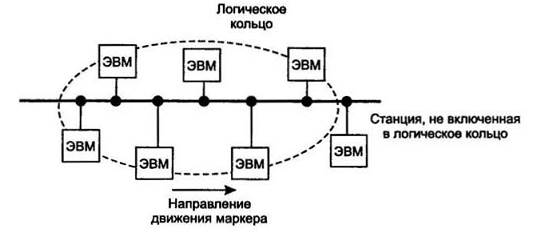 Логическое
кольцо
ЭВМ
ЭВМ
ЭВМ
Станция, не включенная
в логическое кольцо
ЭВМ
ЭВМ
ЭВМ
ЭВМ
Направление
движения маркера